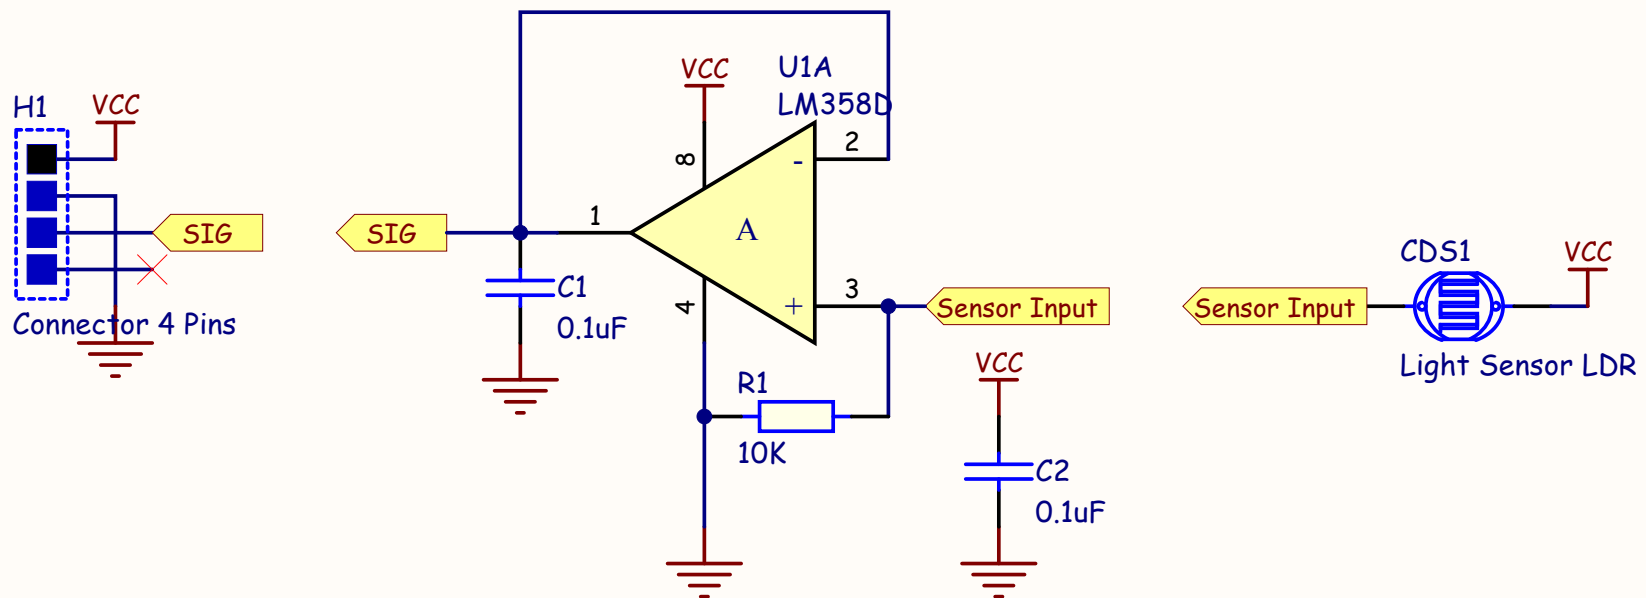 H1
VCC
SIG
Connector 4 Pins
SIG
VCC
U1A
LM358D
8
2
-
1
A
3
+
4
C1
0.1uF
Sensor Input
R1
10K
VCC
C2
0.1uF
Sensor Input
CDS1
VCC
Light Sensor LDR